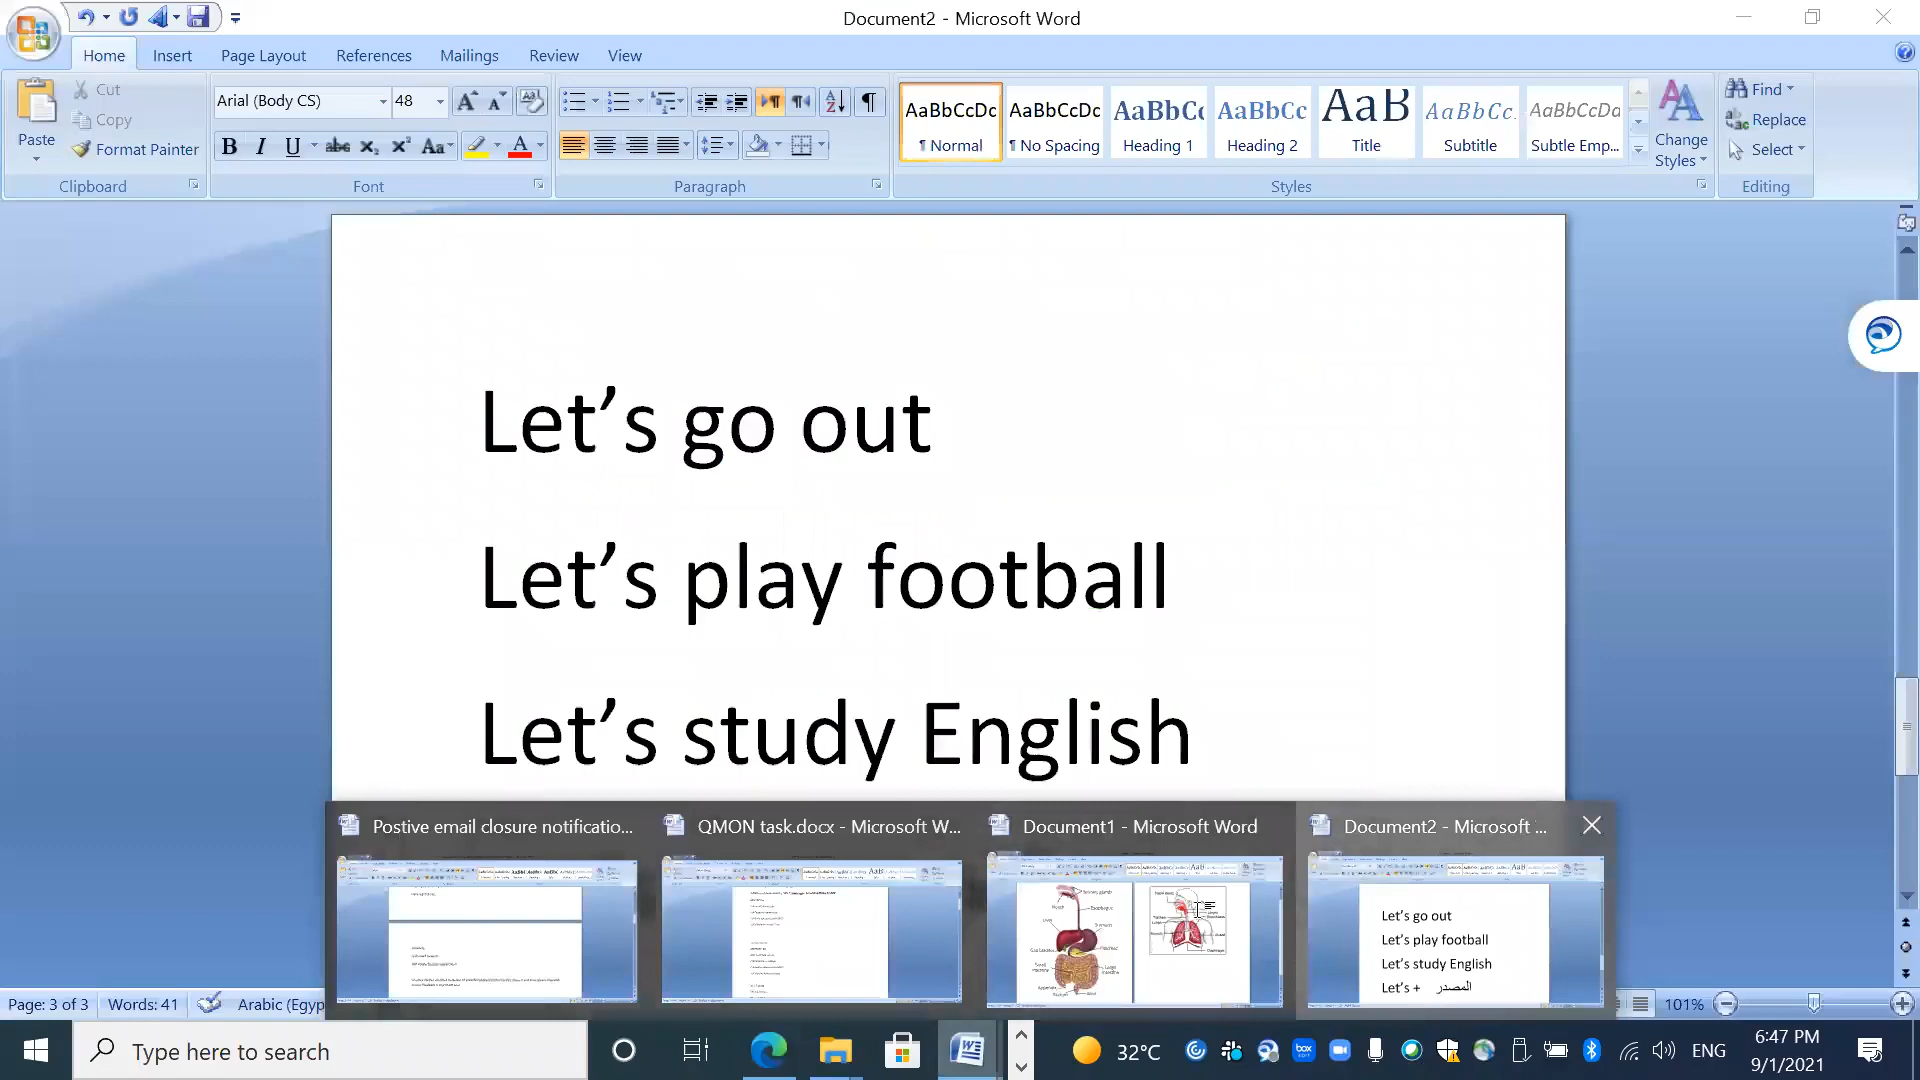 Document2 - Microsoft Word
Home Insert Page Layout References Mailings Review View
Paste
Cut
Copy
Format Painter
Clipboard
Arial (Body CS) 48
Font
Paragraph
AaBbCcDc AaBbCcDc AaBbCc AaBbCc AaB AaBbCc. AaBbCcDa
¶ Normal ¶ No Spacing Heading 1 Heading 2 Title Subtitle Subtle Emp...
Change Styles
Styles
Find
Replace
Select
Editing
Let’s go out
Let’s play football
Let’s study English
Postive email closure notificatio... QMON task.docx - Microsoft W... Document1 - Microsoft Word Document2 - Microsoft ...
Let’s go out
Let’s play football
Let’s study English
Let’s + المصدر
Page: 3 of 3 Words: 41 Arabic (Egyp 101%
Type here to search
32°C ENG 6:47 PM
9/1/2021